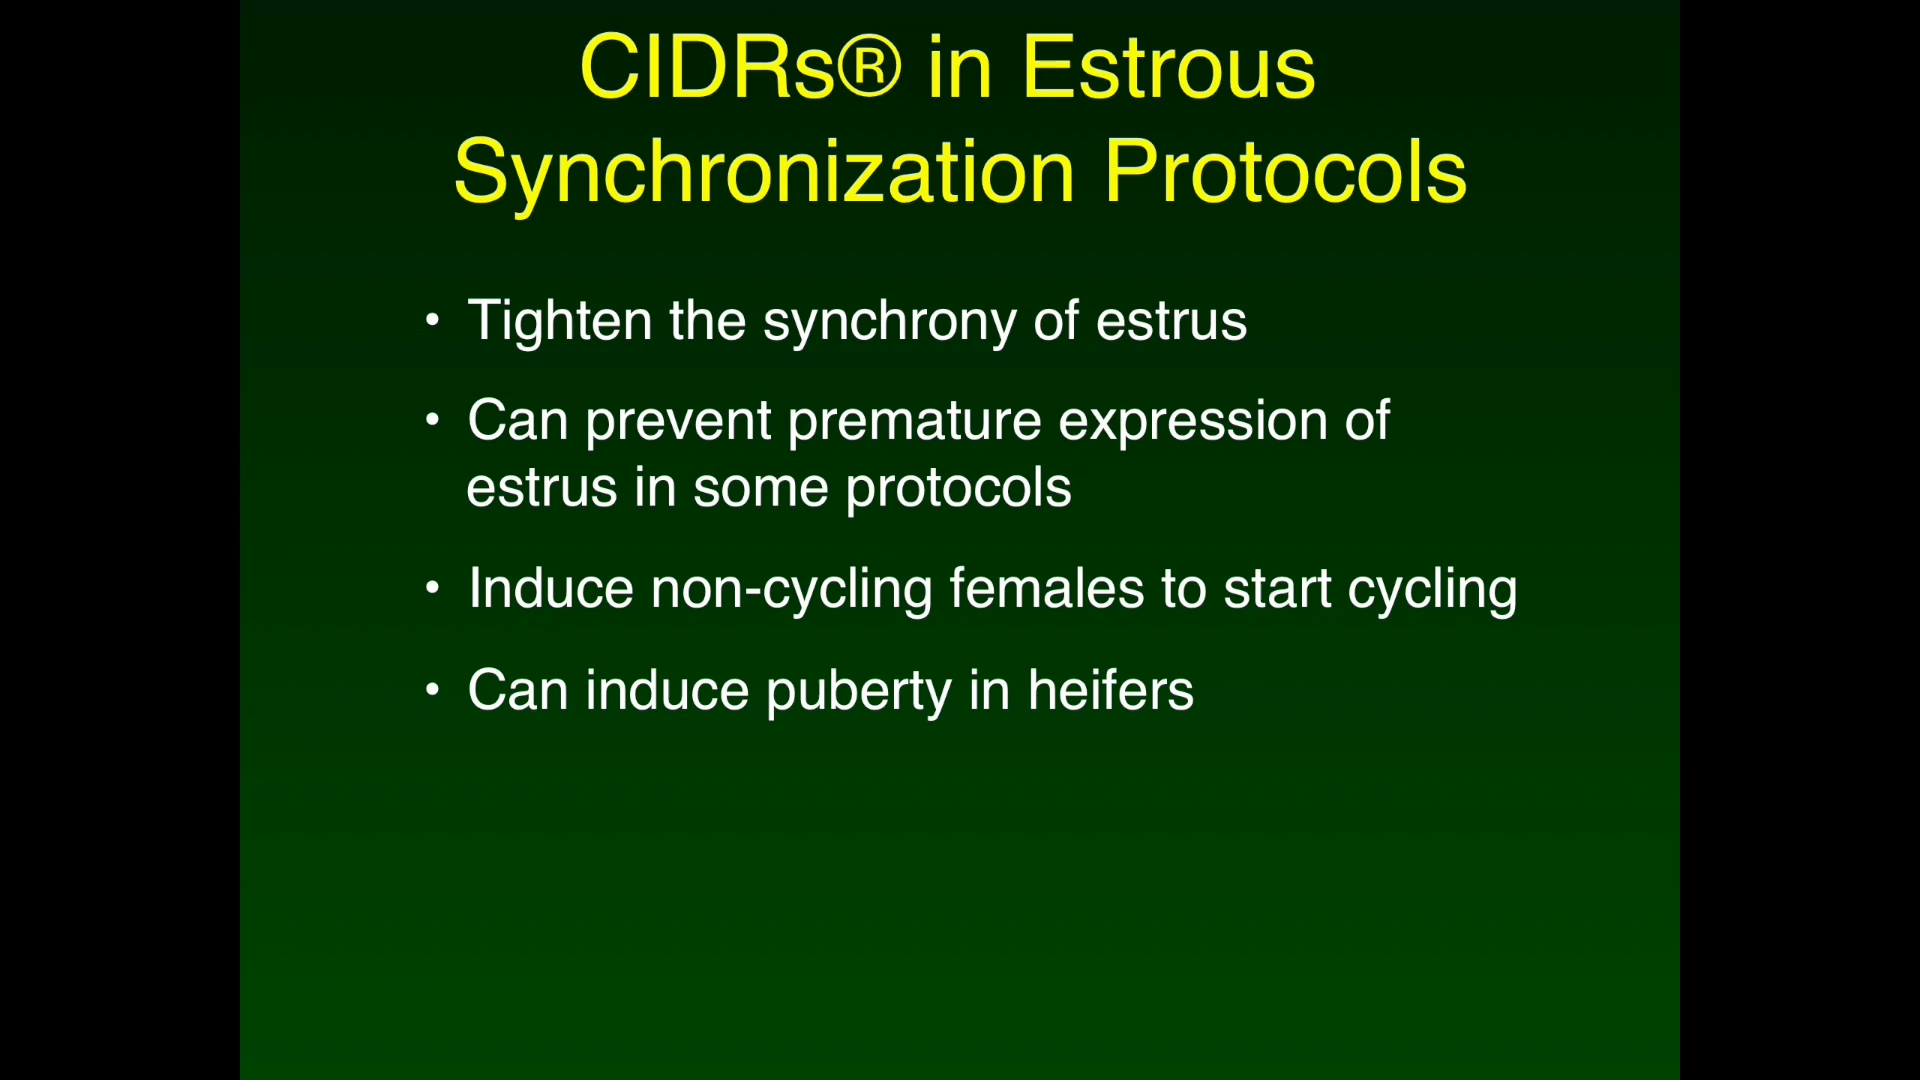 CIDRs® in Estrous
Synchronization Protocols
• Tighten the synchrony of estrus
• Can prevent premature expression of
estrus in some protocols
• Induce non-cycling females to start cycling
• Can induce puberty in heifers